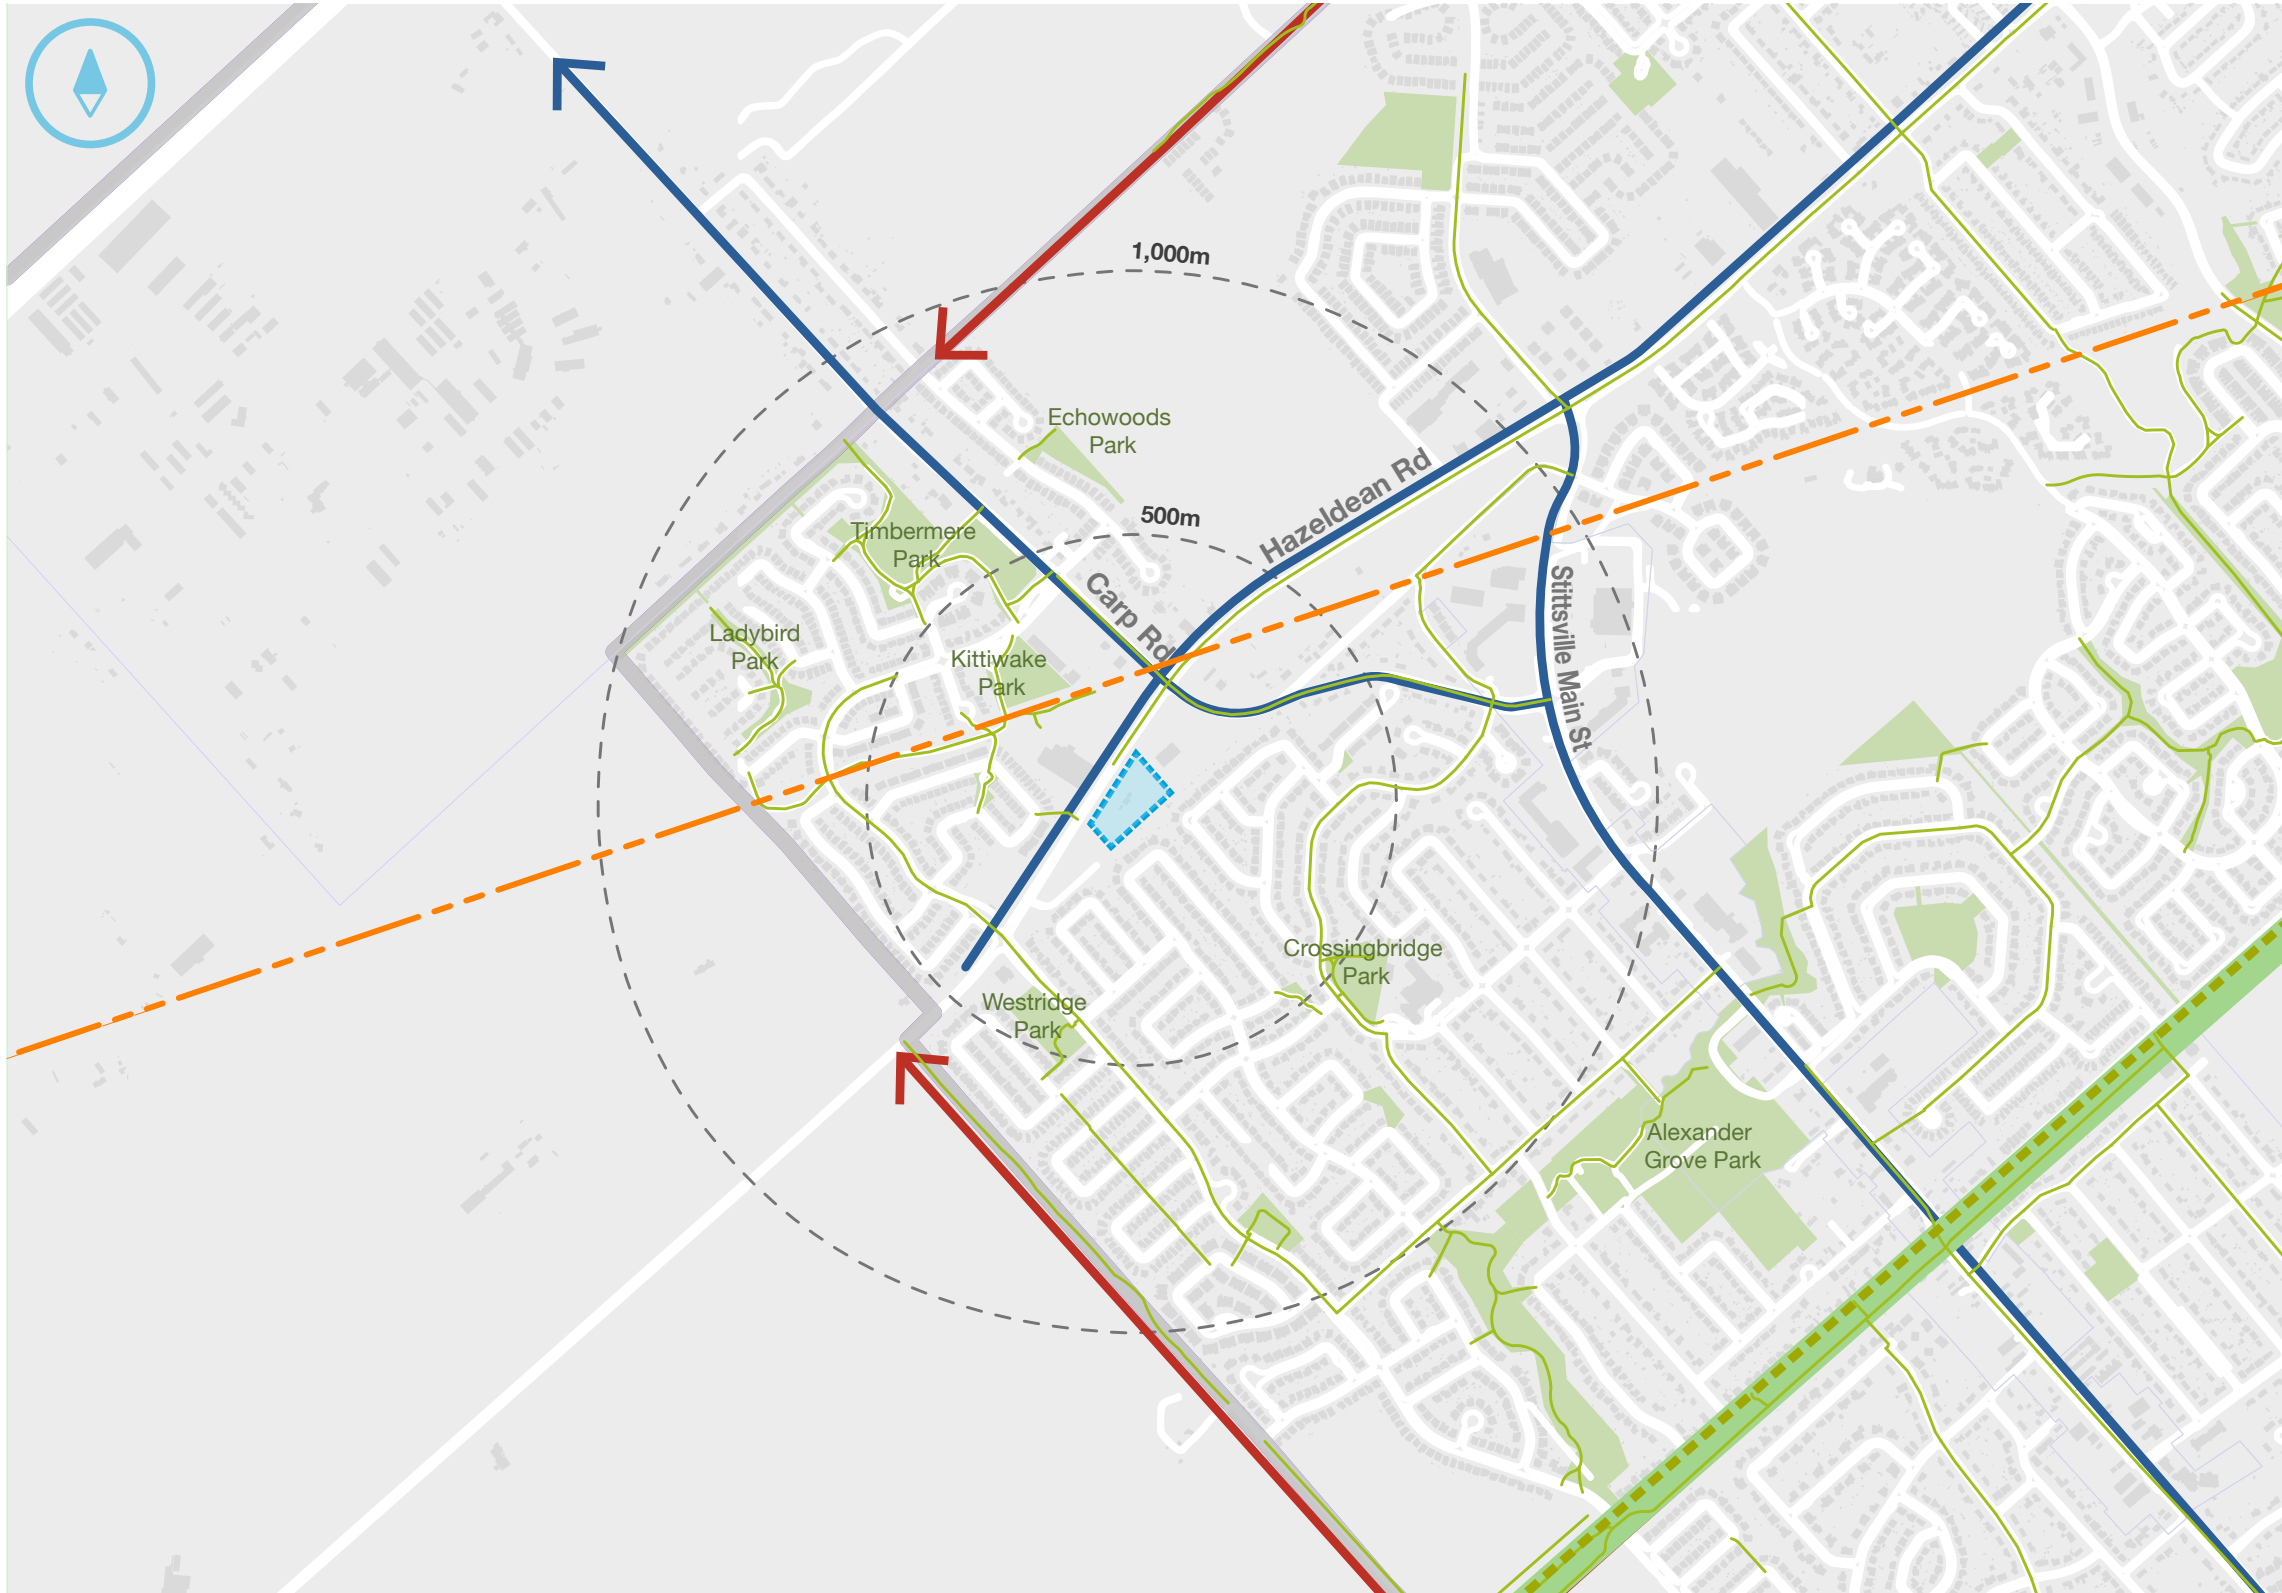 1,000m
Echowoods
Park
500m
Hazeldean Rd
Timbermere
Park
Carp Rd
Ladybird
Park
Kittiwake
Park
Stittsville Main St
Crossingbridge
Park
Westridge
Park
Alexander
Grove Park